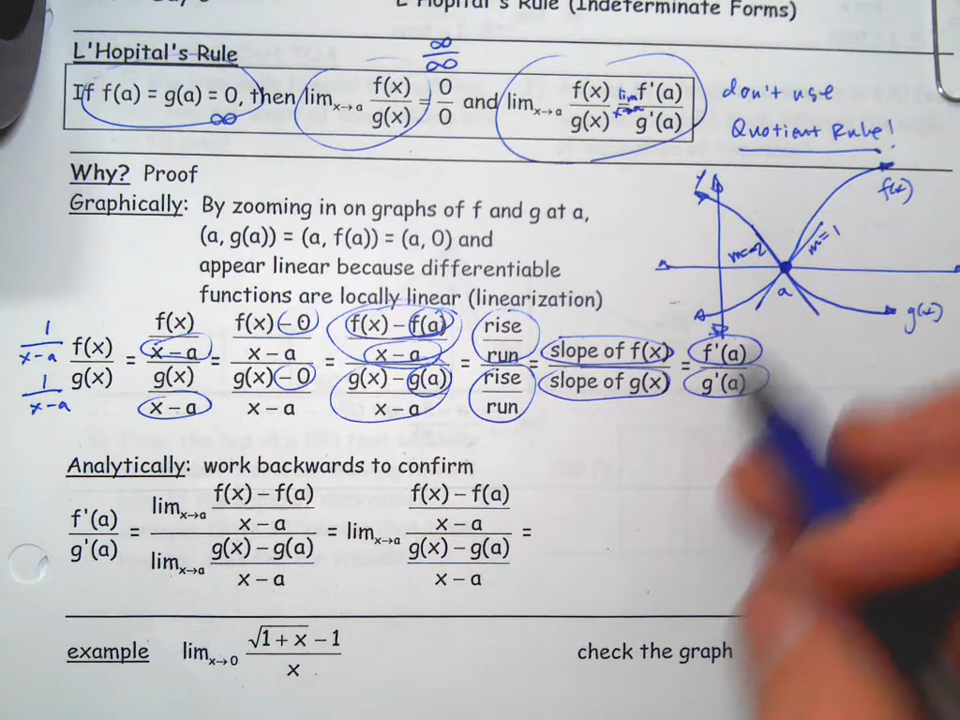 L'Hopital's Rule (Indeterminate Forms)
L'Hopital's Rule
∞/∞
If f(a) = g(a) = 0, then lim x→a f(x)/g(x) = 0/0 and lim x→a f(x)/g(x) lim x→a f'(a)/g'(a)
∞
don't use
Quotient Rule!
Why? Proof
Graphically: By zooming in on graphs of f and g at a,
(a, g(a)) = (a, f(a)) = (a, 0) and
appear linear because differentiable
functions are locally linear (linearization)
f(x)
m=1
a
g(x)
1/(x-a) 1/(x-a) f(x)/g(x) = (f(x)/(x-a))/(g(x)/(x-a)) = ((f(x)-0)/(x-a))/((g(x)-0)/(x-a)) = ((f(x)-f(a))/(x-a))/((g(x)-g(a))/(x-a)) = (rise/run)/(rise/run) = slope of f(x)/slope of g(x) = f'(a)/g'(a)
Analytically: work backwards to confirm
f'(a)/g'(a) = (lim x→a (f(x)-f(a))/(x-a))/(lim x→a (g(x)-g(a))/(x-a)) = lim x→a ((f(x)-f(a))/(x-a))/((g(x)-g(a))/(x-a)) =
example lim x→0 (√(1+x) - 1)/x check the graph